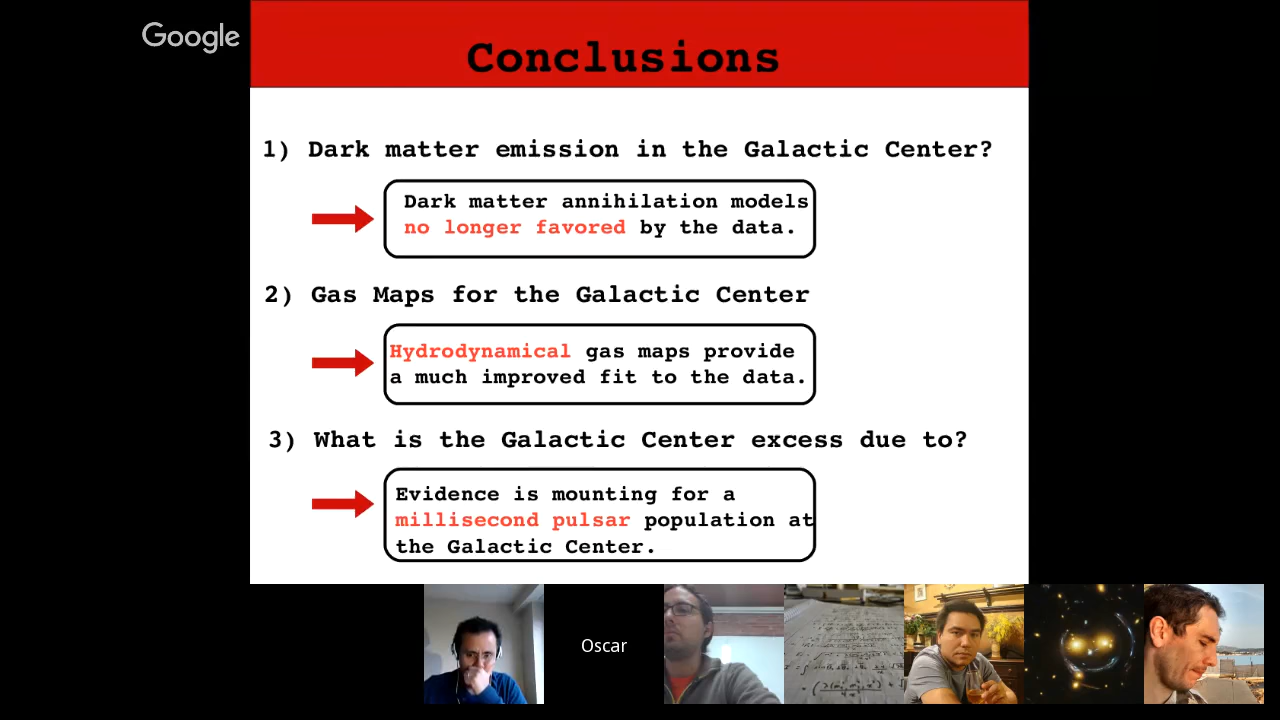 Google
Conclusions
1) Dark matter emission in the Galactic Center?
Dark matter annihilation models
no longer favored by the data.
2) Gas Maps for the Galactic Center
Hydrodynamical gas maps provide
a much improved fit to the data.
3) What is the Galactic Center excess due to?
Evidence is mounting for a
millisecond pulsar population at
the Galactic Center.
Oscar